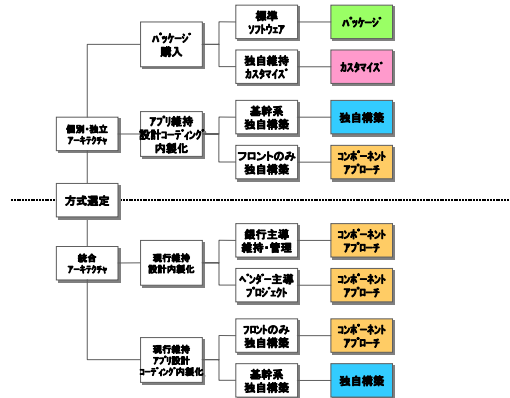 標準
ソフトウェア
パッケージ
パッケージ
購入
独自維持
カスタマイズ
カスタマイズ
個別・独立
アーキテクチャ
アプリ維持
設計コーディング
内製化
基幹系
独自構築
独自構築
フロントのみ
独自構築
コンポーネント
アプローチ
方式選定
統合
アーキテクチャ
現行維持
設計内製化
銀行主導
維持・管理
コンポーネント
アプローチ
ベンダー主導
プロジェクト
コンポーネント
アプローチ
現行維持
アプリ設計
コーディング内製化
フロントのみ
独自構築
コンポーネント
アプローチ
基幹系
独自構築
独自構築